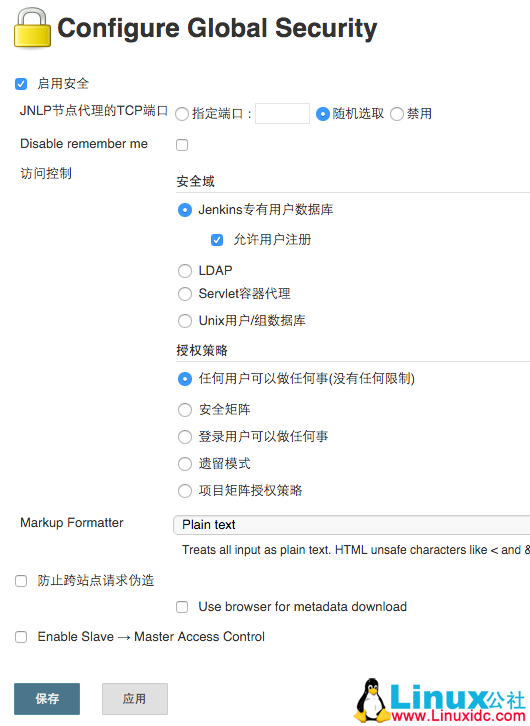 Configure Global Security
启用安全
JNLP节点代理的TCP端口 指定端口 : 随机选取 禁用
Disable remember me
访问控制
安全域
Jenkins专有用户数据库
允许用户注册
LDAP
Servlet容器代理
Unix用户/组数据库
授权策略
任何用户可以做任何事(没有任何限制)
安全矩阵
登录用户可以做任何事
遗留模式
项目矩阵授权策略
Markup Formatter Plain text
Treats all input as plain text. HTML unsafe characters like < and &
防止跨站点请求伪造
Use browser for metadata download
Enable Slave → Master Access Control
保存 应用
Linux公社
www.Linuxidc.com